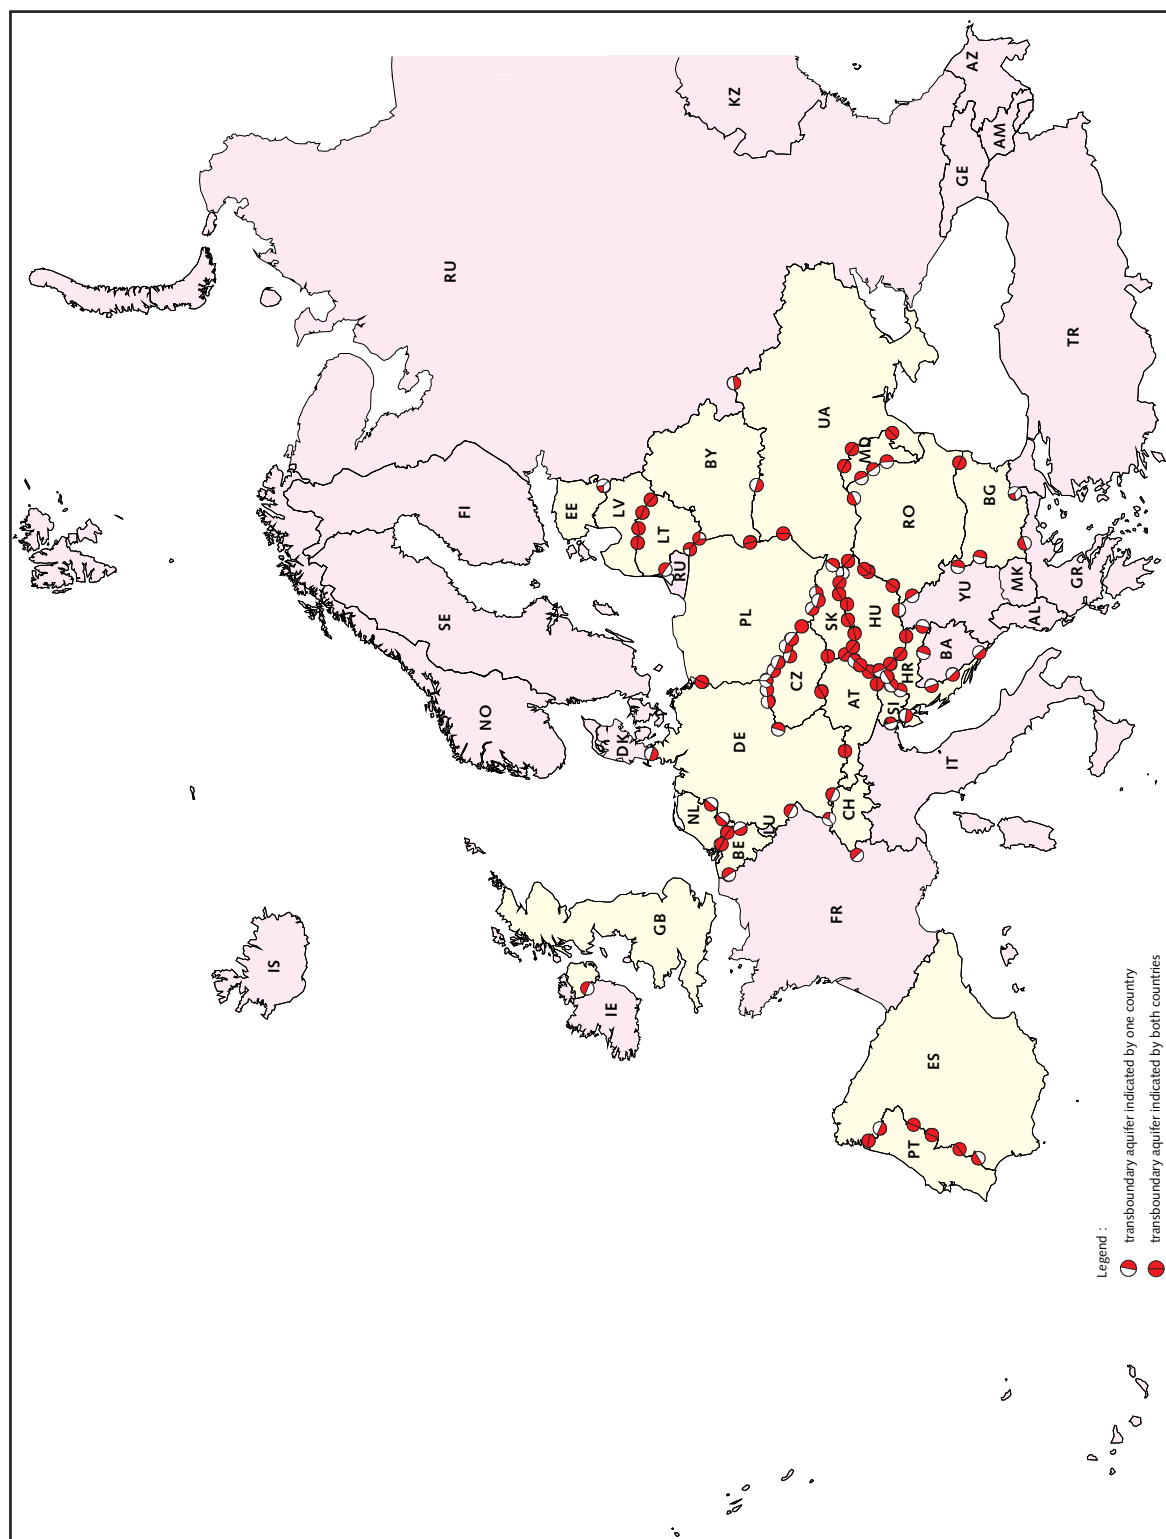 IS
SE
RU
FI
NO
EE
IE
LV
DK
GB
LT
RU
NL
BY
KZ
BE
DE
PL
LU
CZ
UA
SK
FR
CH
AT
MD
HU
SI
HR
RO
PT
ES
BA
IT
GE
YU
AZ
BG
AM
MK
AL
TR
GR
Legend :
transboundary aquifer indicated by one country
transboundary aquifer indicated by both countries